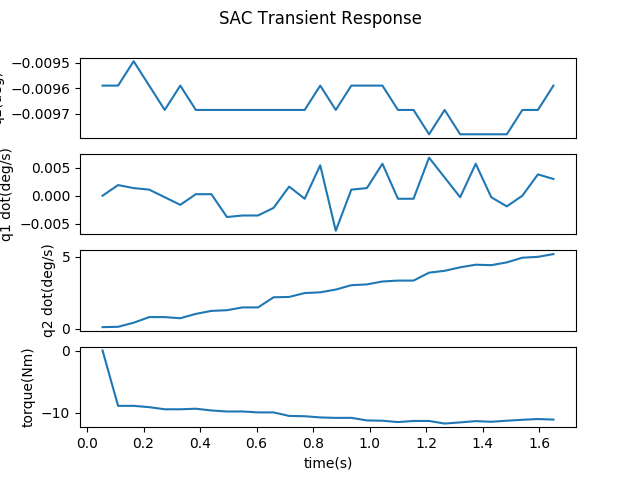 SAC Transient Response
−0.0095
−0.0096
−0.0097
q1 dot(deg/s)
0.005
0.000
−0.005
q2 dot(deg/s)
5
0
torque(Nm)
0
−10
0.0 0.2 0.4 0.6 0.8 1.0 1.2 1.4 1.6
time(s)